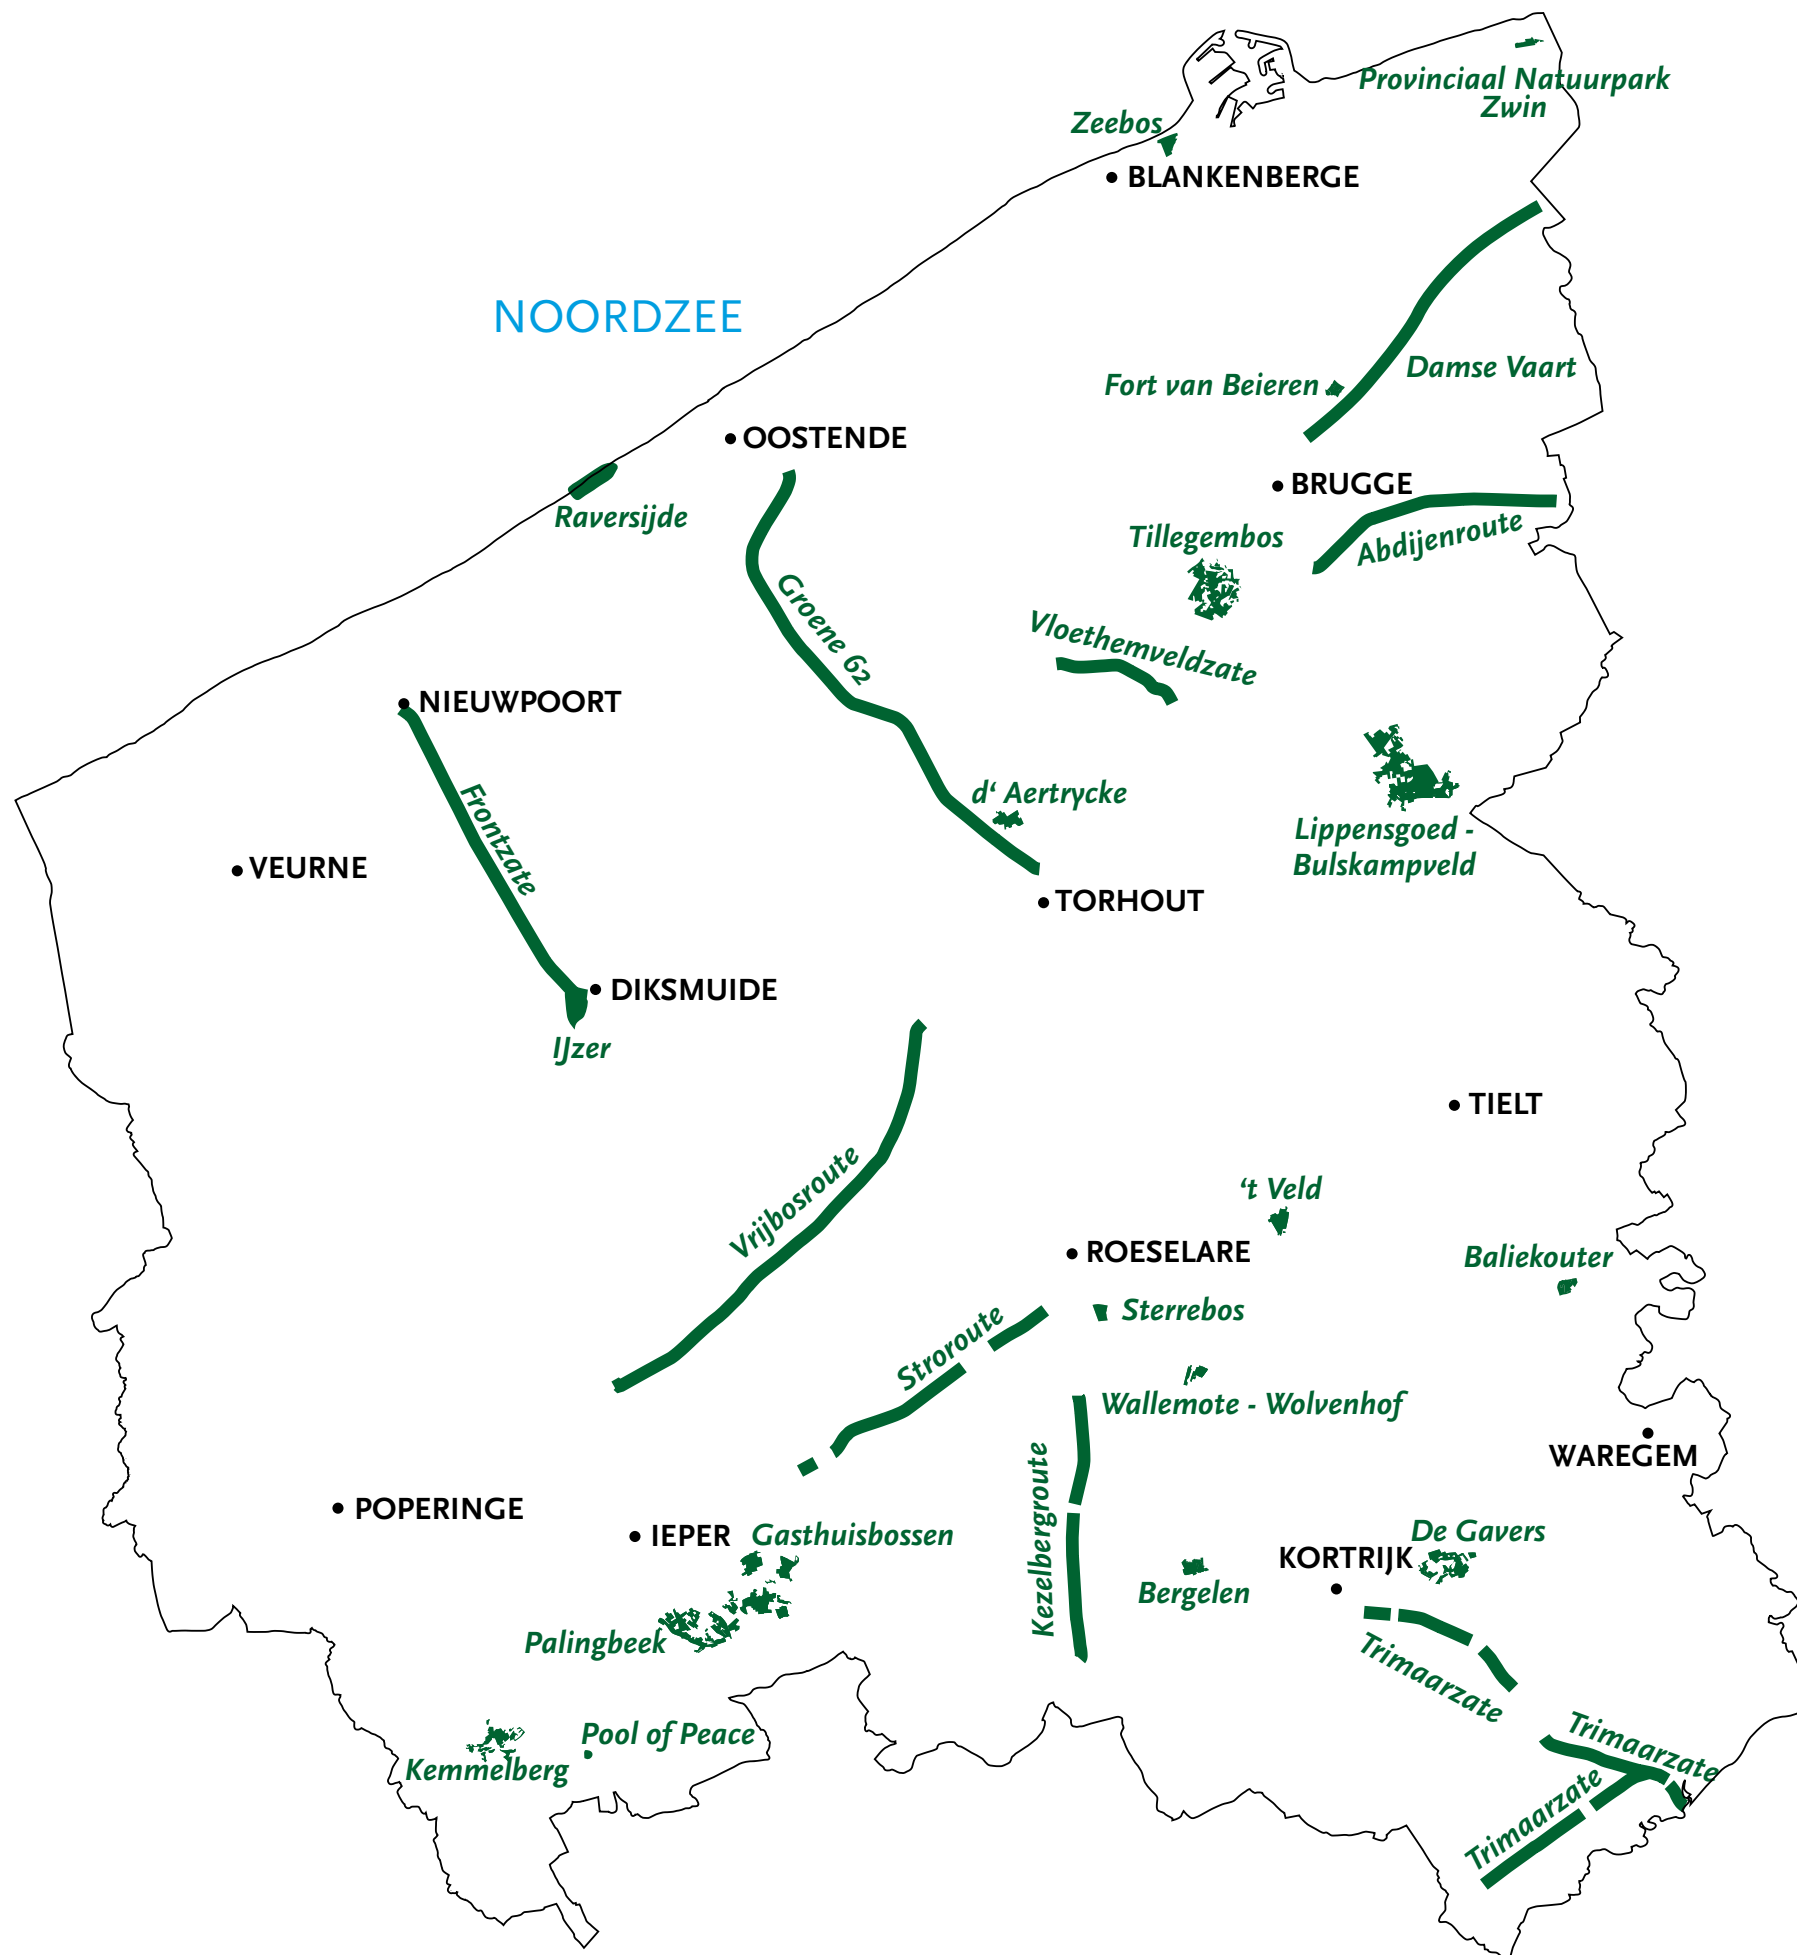 Provinciaal Natuurpark
Zwin
Zeebos
BLANKENBERGE
NOORDZEE
Damse Vaart
Fort van Beieren
OOSTENDE
BRUGGE
Raversijde
Abdijenroute
Tillegembos
Groene 62
Vloethemveldzate
NIEUWPOORT
d‘ Aertrycke
Frontzate
Lippensgoed -
Bulskampveld
VEURNE
TORHOUT
DIKSMUIDE
IJzer
TIELT
Vrijbosroute
‘t Veld
ROESELARE
Baliekouter
Sterrebos
Stroroute
Wallemote - Wolvenhof
WAREGEM
Kezelbergroute
POPERINGE
IEPER
Gasthuisbossen
De Gavers
KORTRIJK
Bergelen
Palingbeek
Trimaarzate
Pool of Peace
Kemmelberg
Trimaarzate
Trimaarzate